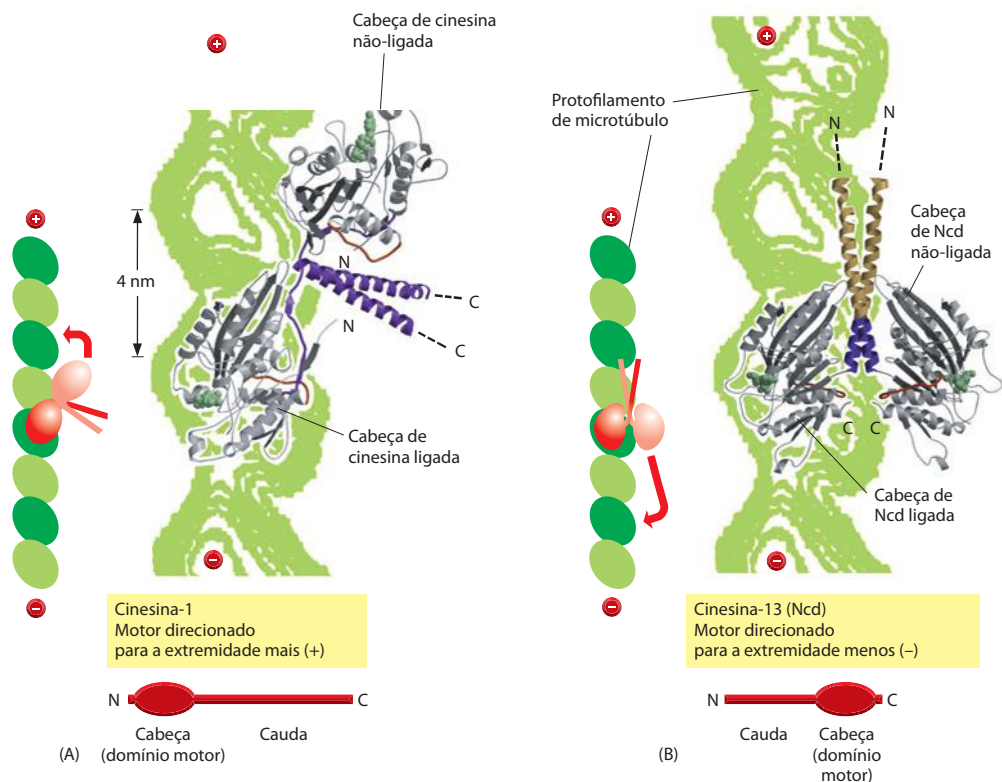 Cabeça de cinesina
não-ligada
+
+
4 nm
N
N
C
C
Cabeça de
cinesina ligada
−
−
Cinesina-1
Motor direcionado
para a extremidade mais (+)
N
C
Cabeça
(domínio motor)
Cauda
(A)
+
Protofilamento
de microtúbulo
N
N
Cabeça
de Ncd
não-ligada
+
C
C
Cabeça de
Ncd ligada
−
−
Cinesina-13 (Ncd)
Motor direcionado
para a extremidade menos (–)
N
C
Cauda
Cabeça
(domínio
motor)
(B)